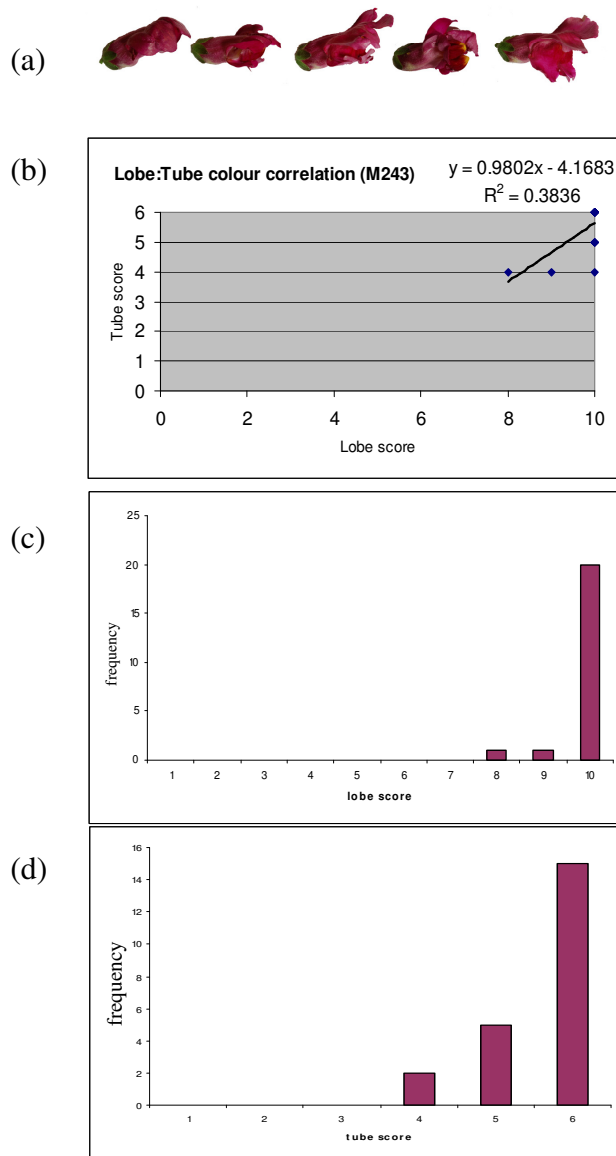 (a)
(b)
Lobe:Tube colour correlation (M243)
y = 0.9802x - 4.1683
R² = 0.3836
Tube score
6
5
4
3
2
1
0
0 2 4 6 8 10
Lobe score
(c)
frequency
25
20
15
10
5
0
1 2 3 4 5 6 7 8 9 10
lobe score
(d)
frequency
16
14
12
10
8
6
4
2
0
1 2 3 4 5 6
tube score